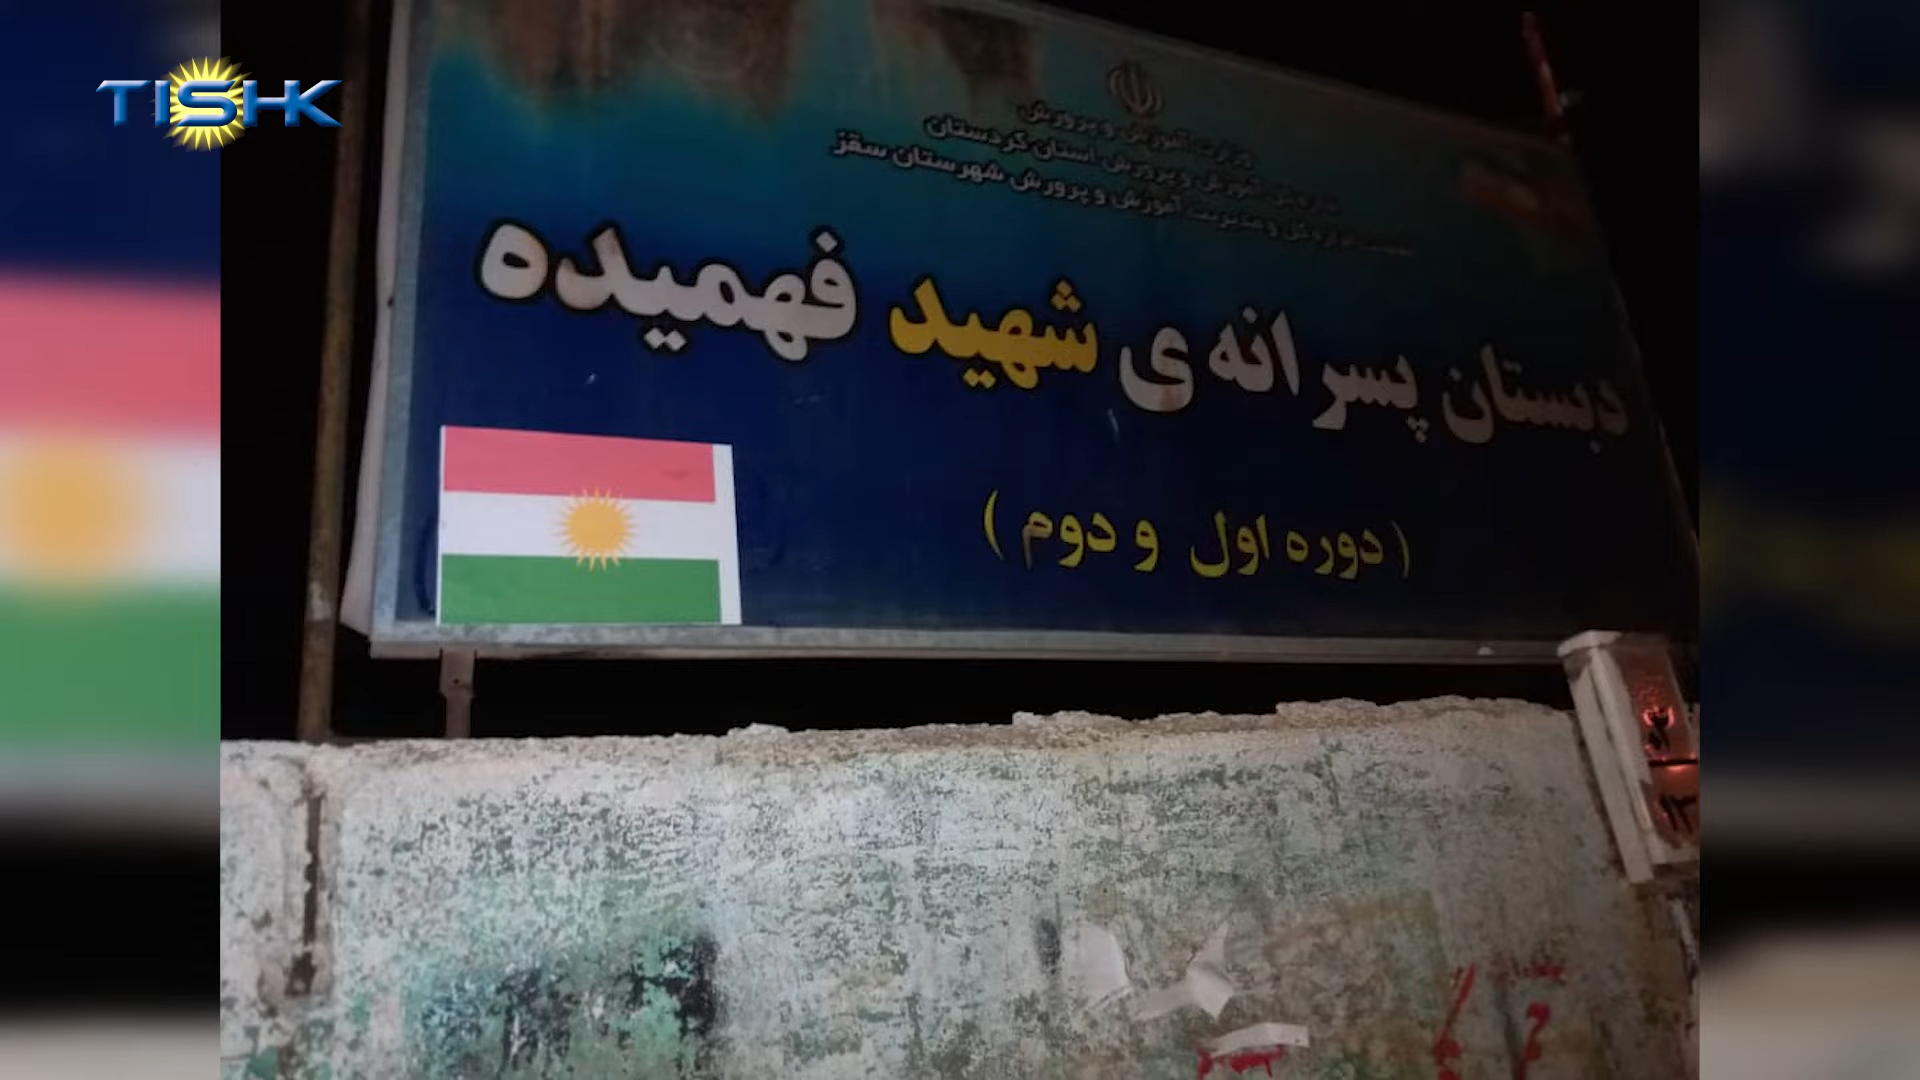 TISHK
وزارت آموزش و پرورش
اداره کل آموزش و پرورش استان کردستان
مدیریت آموزش و پرورش شهرستان سقز
دبستان پسرانه ی شهید فهمیده
( دوره اول و دوم )